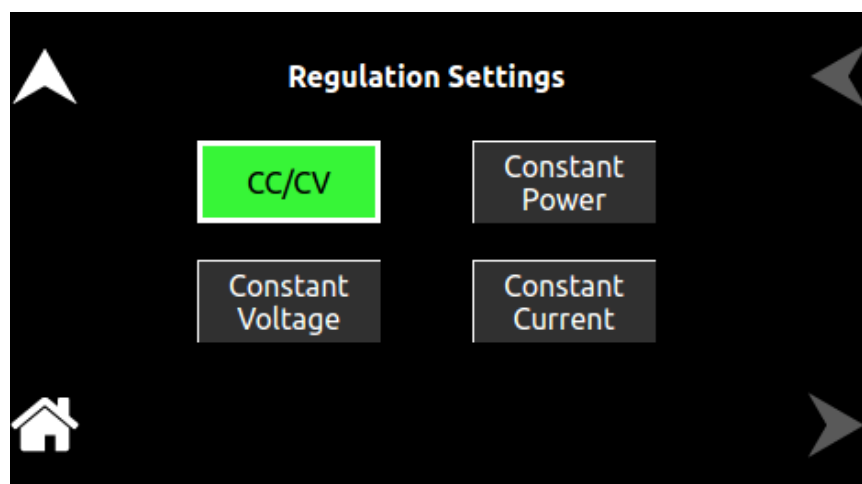 Regulation Settings
CC/CV
Constant
Power
Constant
Voltage
Constant
Current